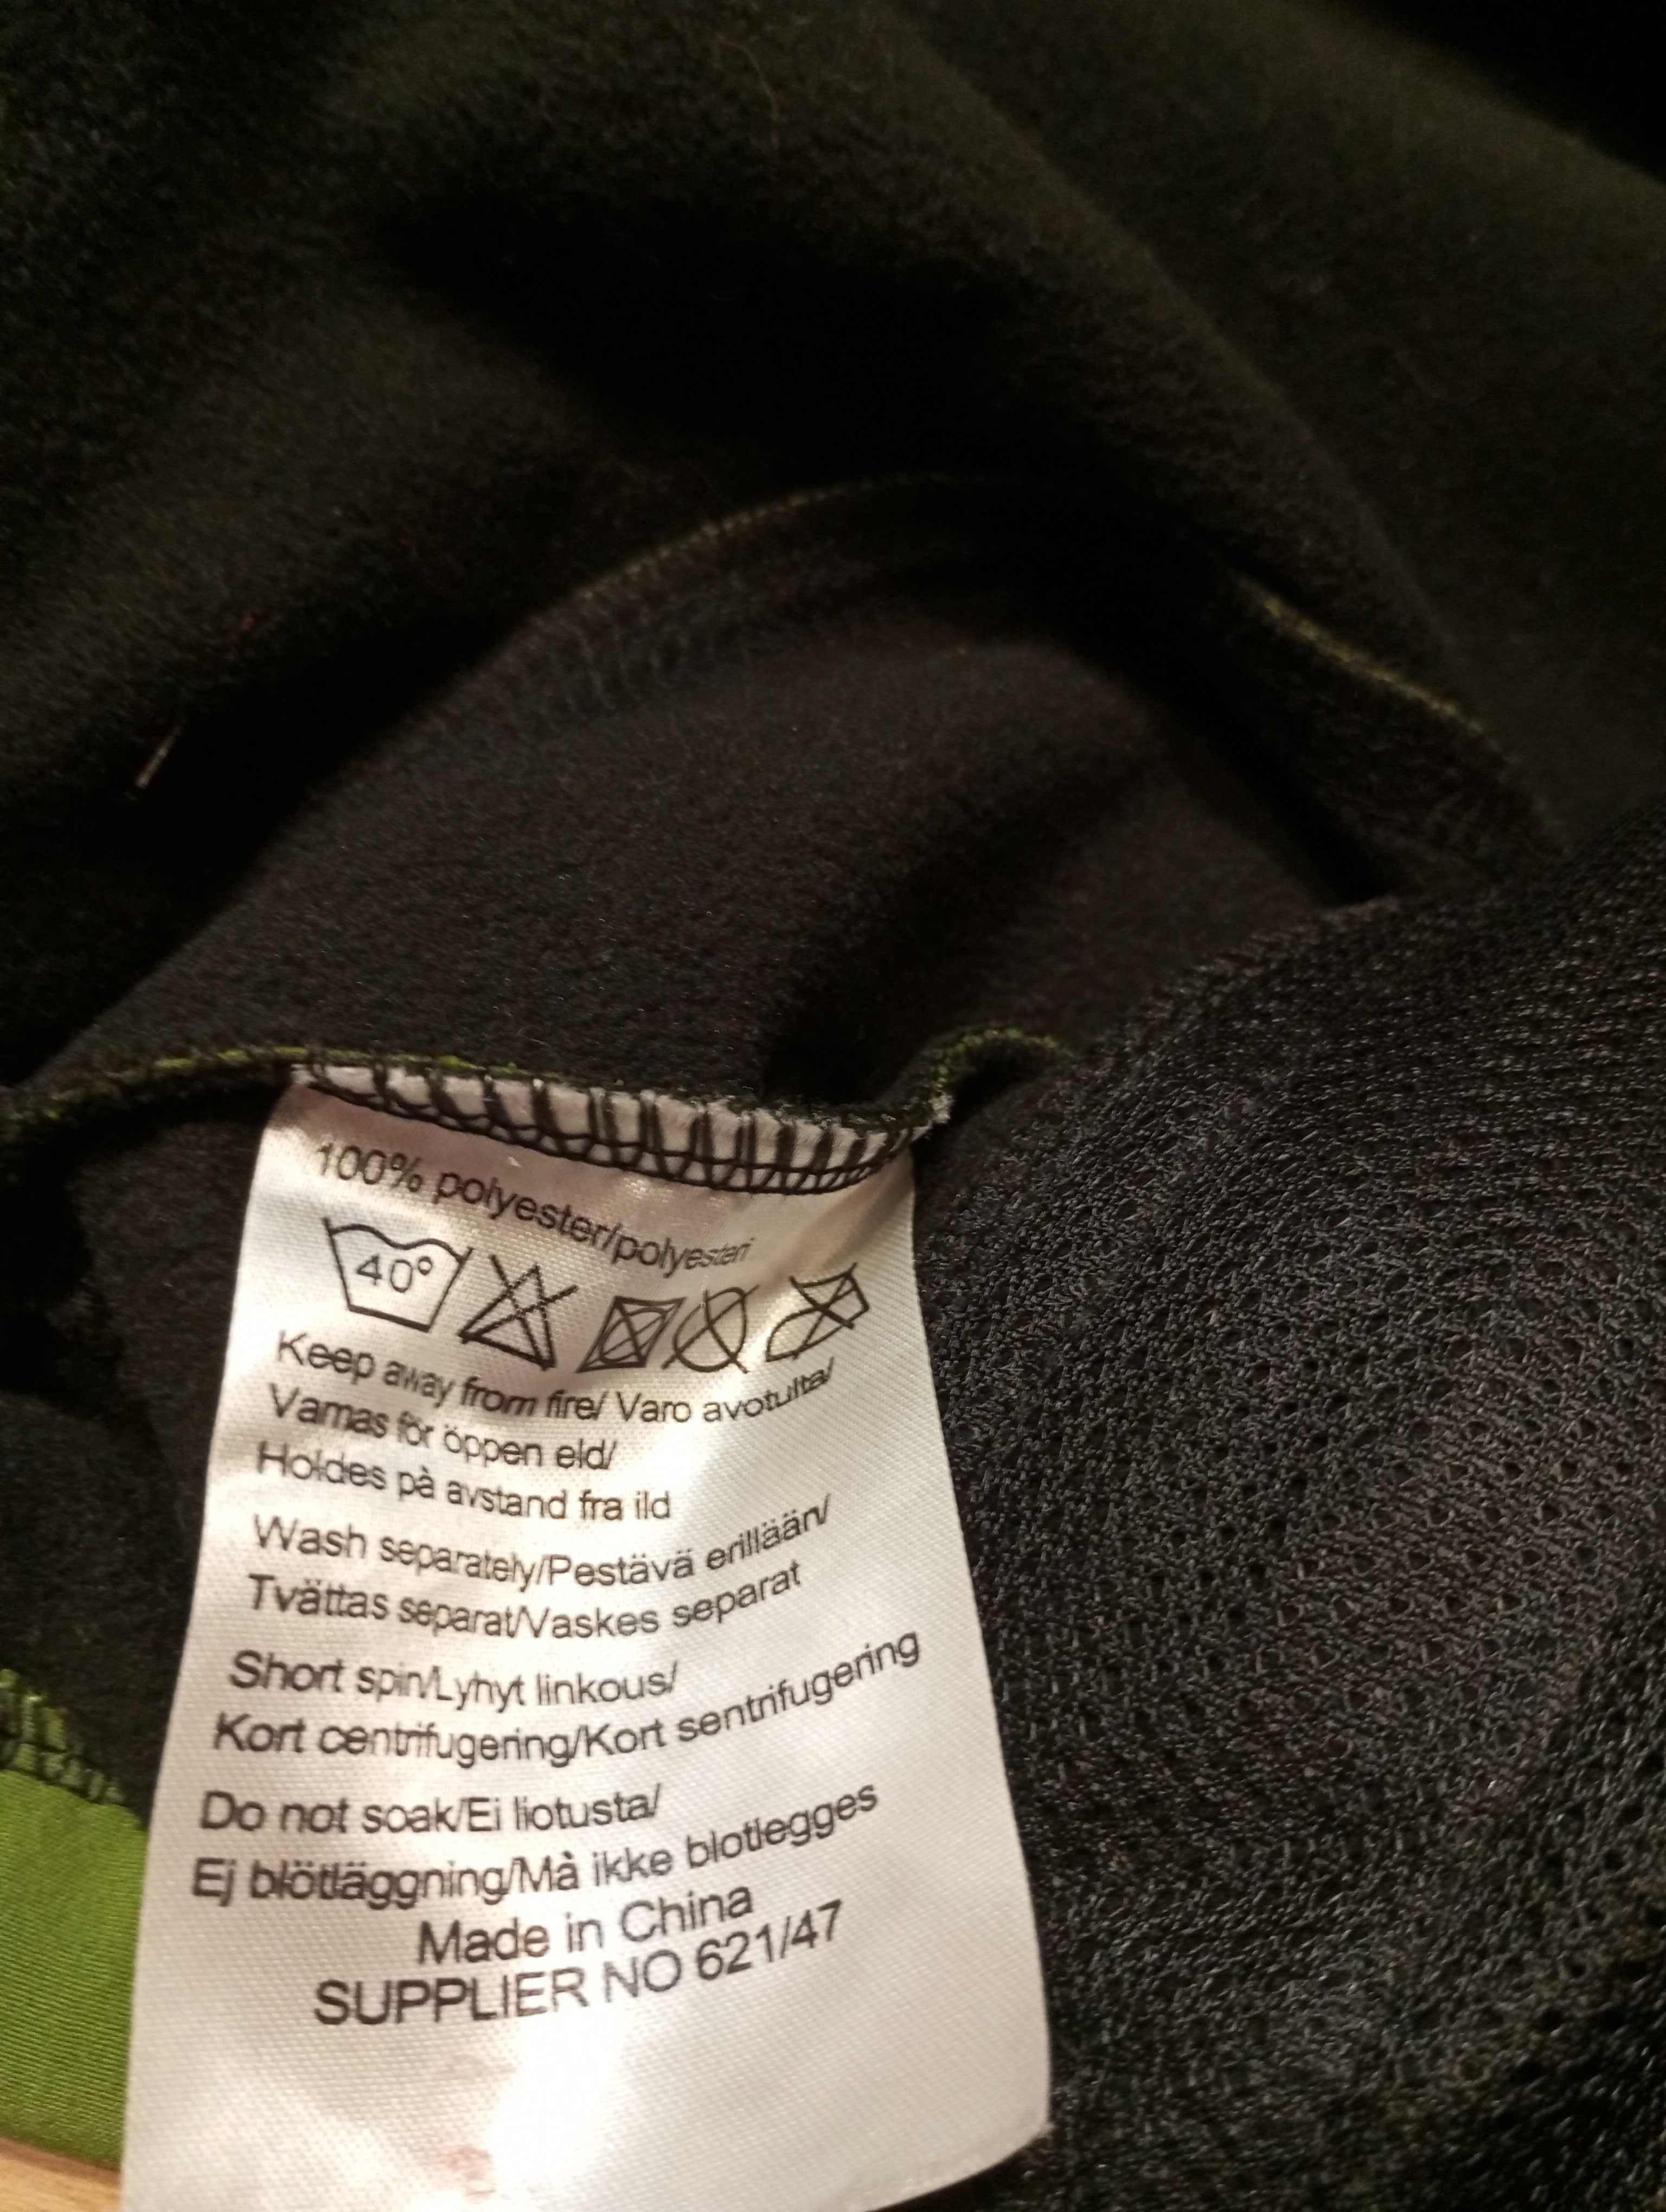 100% polyester/polyesteri
40°
Keep away from fire/ Varo avotulta/
Varnas för öppen eld/
Holdes på avstand fra ild
Wash separately/Pestävä erillään/
Tvättas separat/Vaskes separat
Short spin/Lyhyt linkous/
Kort centrifugering/Kort sentrifugering
Do not soak/Ei liotusta/
Ej blötläggning/Må ikke blotlegges
Made in China
SUPPLIER NO 621/47